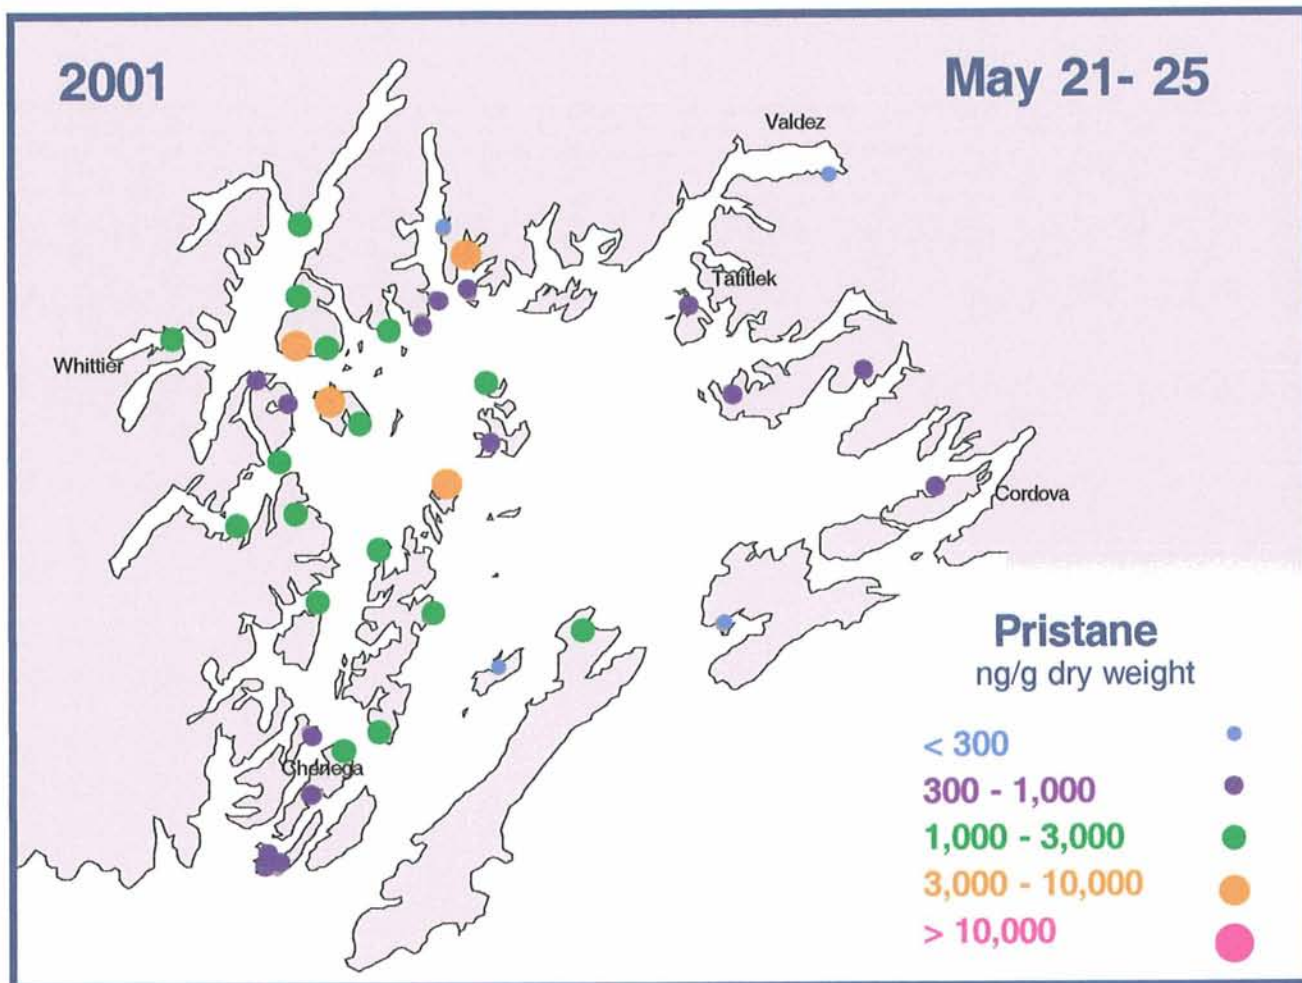 2001
May 21- 25
Valdez
Tatitlek
Whittier
Cordova
Chenega
Pristane
ng/g dry weight
< 300
300 - 1,000
1,000 - 3,000
3,000 - 10,000
> 10,000